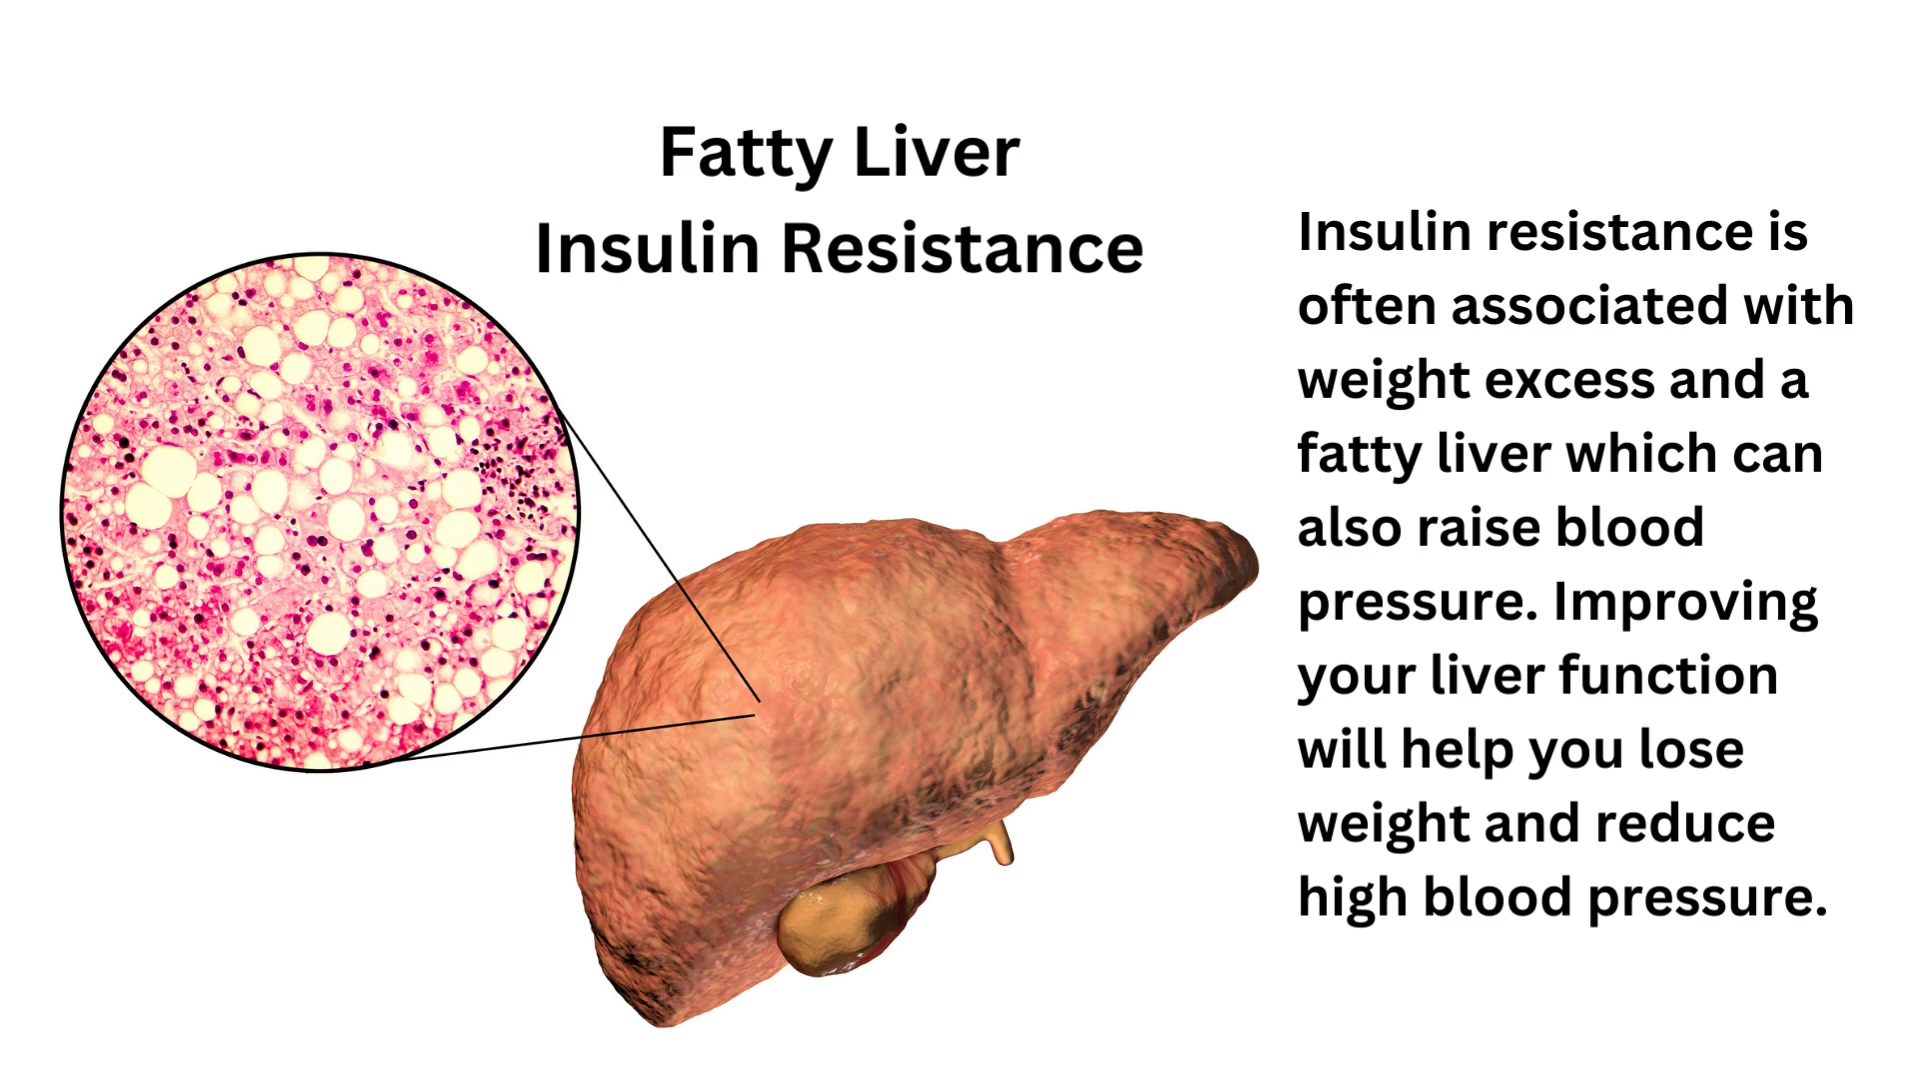 Fatty Liver
Insulin Resistance
Insulin resistance is
often associated with
weight excess and a
fatty liver which can
also raise blood
pressure. Improving
your liver function
will help you lose
weight and reduce
high blood pressure.